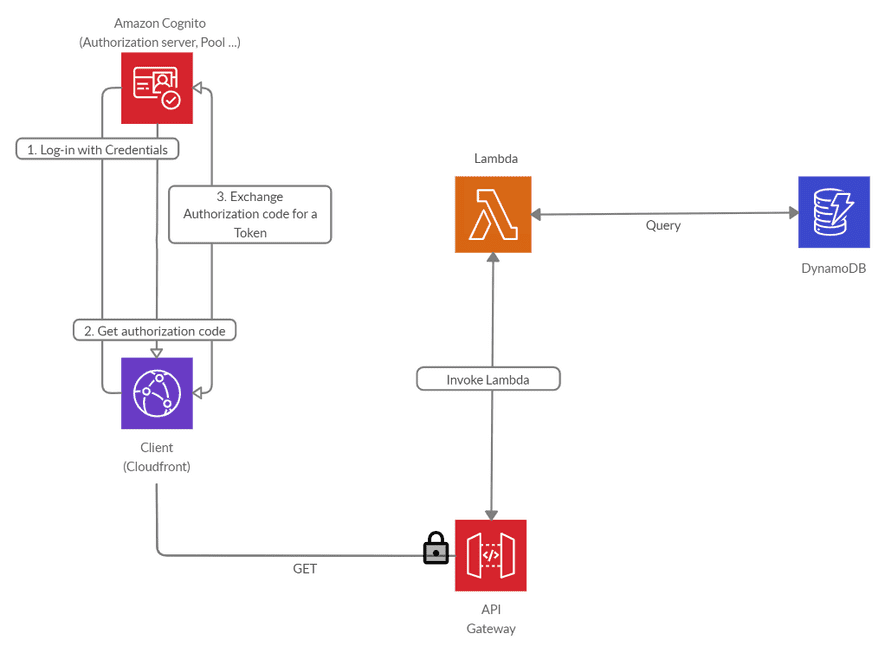 Amazon Cognito
(Authorization server, Pool ...)
1. Log-in with Credentials
3. Exchange
Authorization code for a
Token
2. Get authorization code
Client
(Cloudfront)
GET
Lambda
Query
DynamoDB
Invoke Lambda
</>
API
Gateway